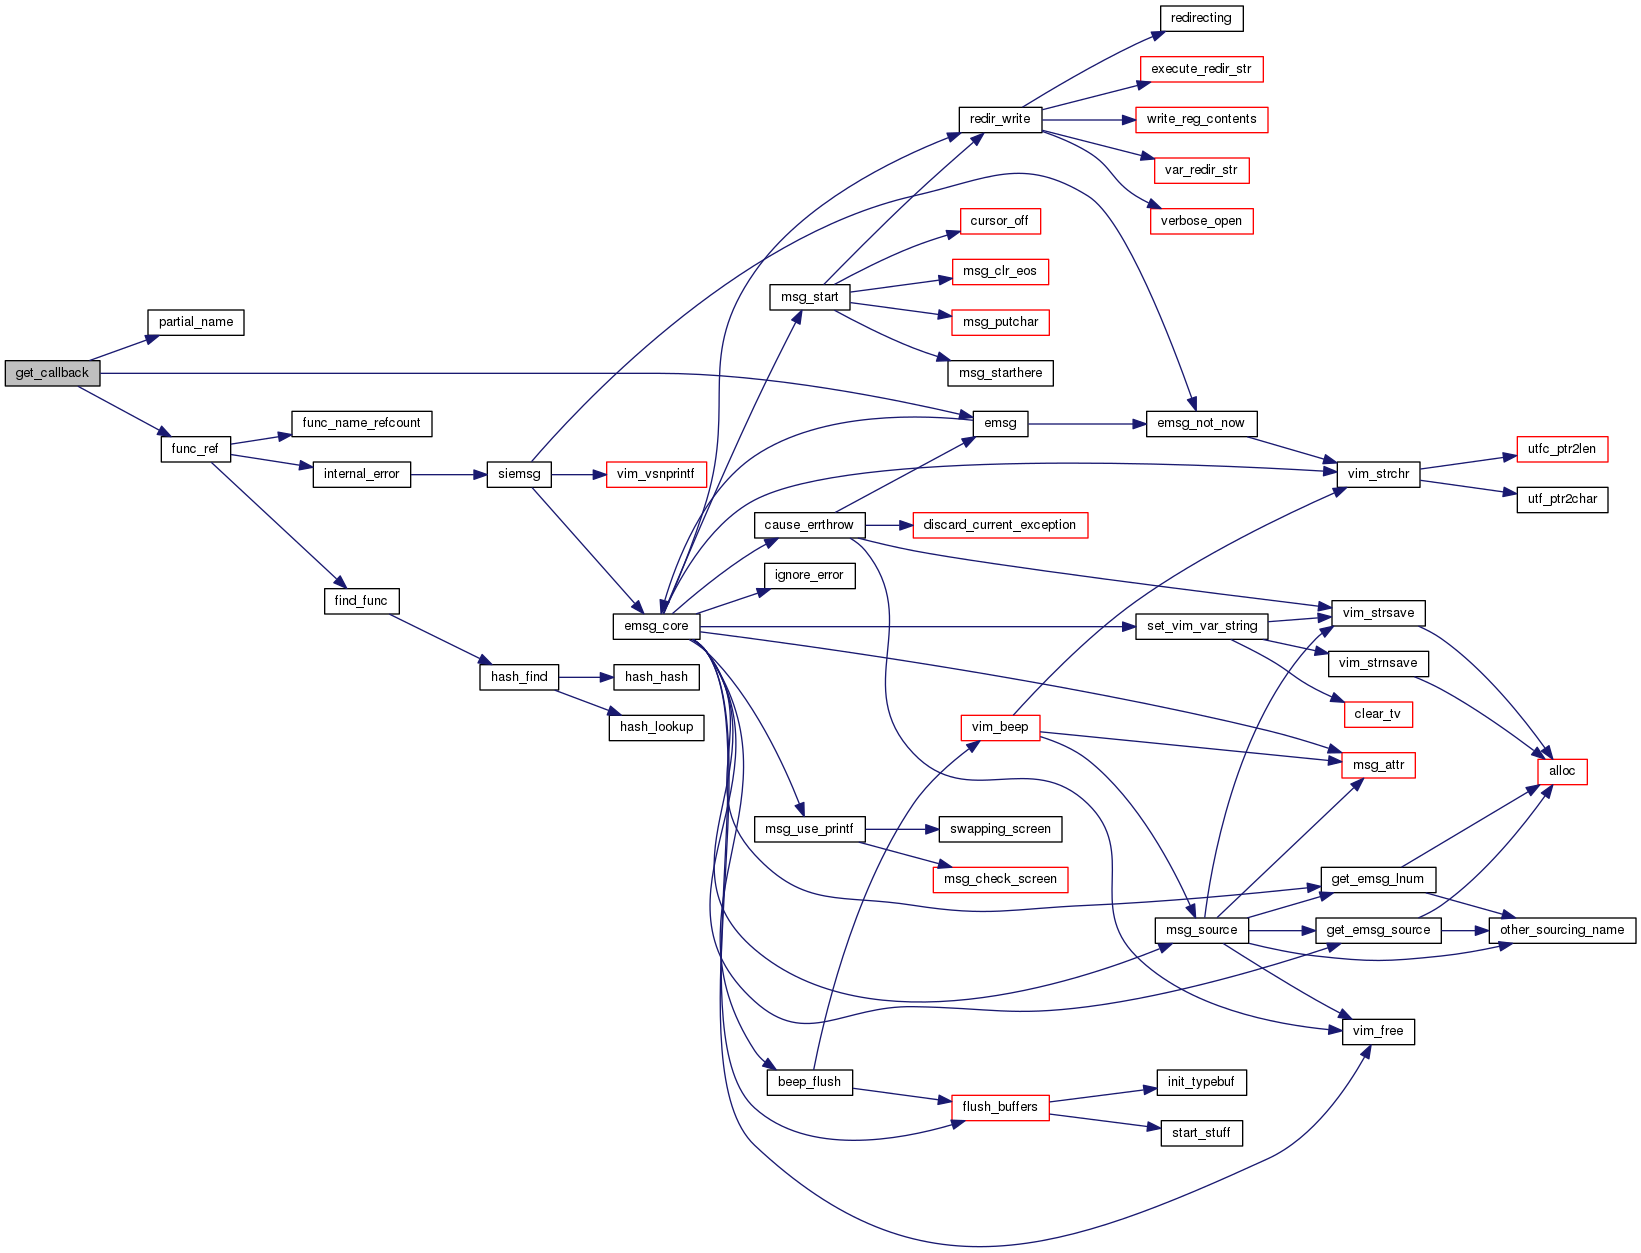 redirecting
execute_redir_str
redir_write
write_reg_contents
var_redir_str
cursor_off
verbose_open
msg_clr_eos
msg_start
partial_name
msg_putchar
get_callback
msg_starthere
func_name_refcount
emsg
emsg_not_now
func_ref
utfc_ptr2len
internal_error
siemsg
vim_vsnprintf
vim_strchr
utf_ptr2char
cause_errthrow
discard_current_exception
ignore_error
find_func
vim_strsave
emsg_core
set_vim_var_string
vim_strnsave
hash_find
hash_hash
clear_tv
hash_lookup
vim_beep
msg_attr
alloc
msg_use_printf
swapping_screen
msg_check_screen
get_emsg_lnum
msg_source
get_emsg_source
other_sourcing_name
vim_free
beep_flush
init_typebuf
flush_buffers
start_stuff